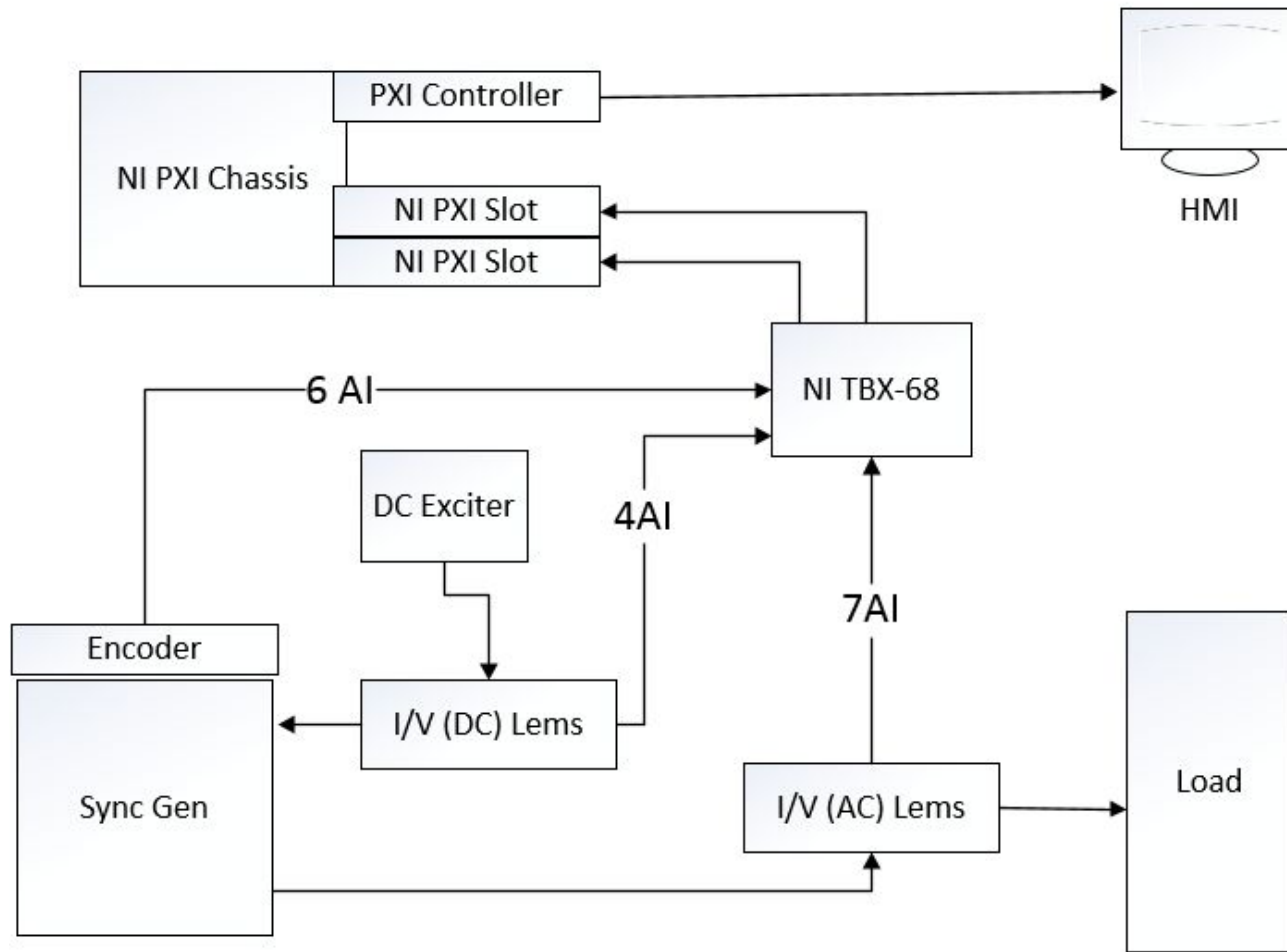 PXI Controller
NI PXI Chassis
NI PXI Slot
HMI
NI PXI Slot
6 AI
NI TBX-68
DC Exciter
4AI
7AI
Encoder
I/V (DC) Lems
Sync Gen
I/V (AC) Lems
Load